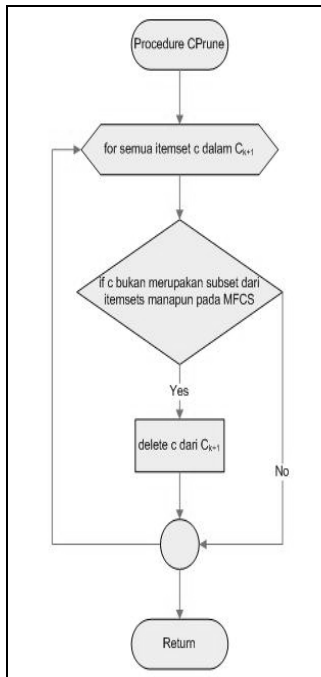 Procedure CPrune
for semua itemset c dalam Cₖ₊₁
if c bukan merupakan subset dari
itemsets manapun pada MFCS
Yes
delete c dari Cₖ₊₁
No
Return